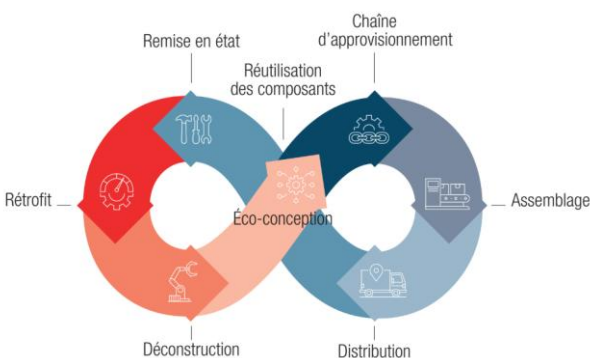 Remise en état
Chaîne
d'approvisionnement
Réutilisation
des composants
Rétrofit
Assemblage
Éco-conception
Déconstruction
Distribution